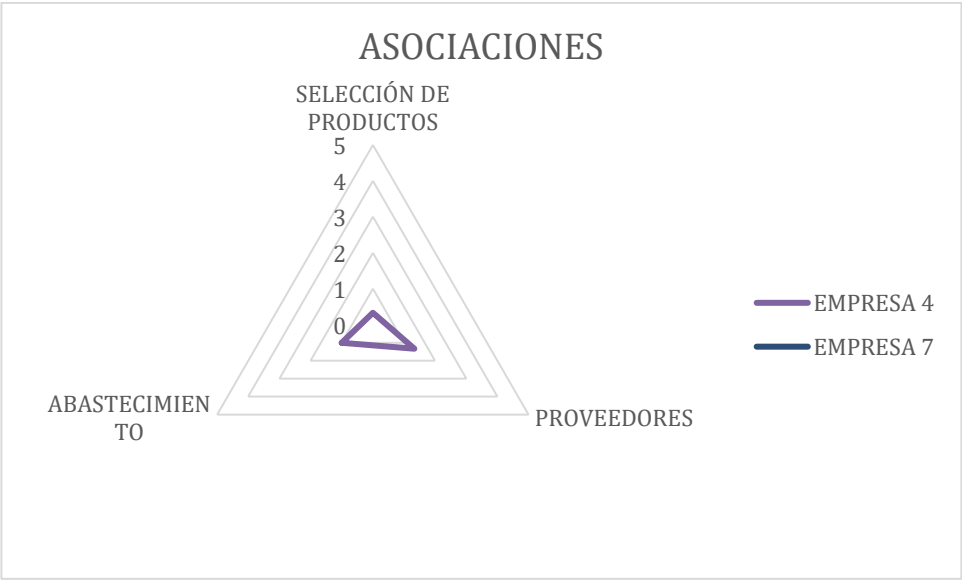 ASOCIACIONES
SELECCIÓN DE
PRODUCTOS
5
4
3
2
1
0
EMPRESA 4
EMPRESA 7
ABASTECIMIEN
TO
PROVEEDORES